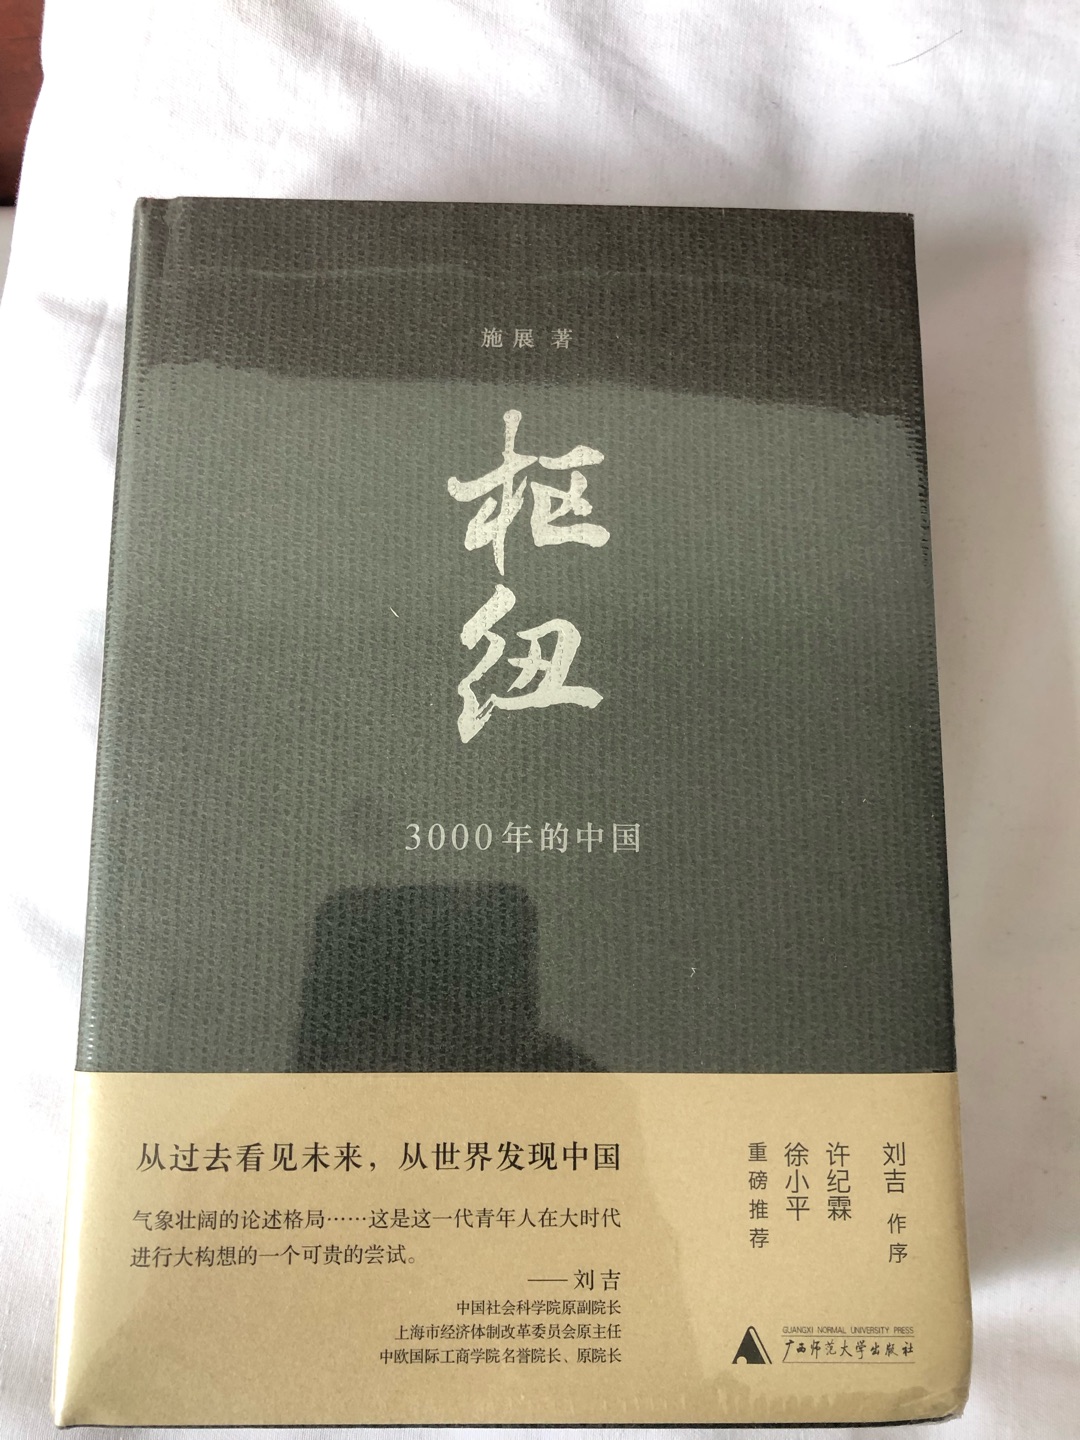 施展 著
枢纽
3000年的中国
从过去看见未来，从世界发现中国
气象壮阔的论述格局……这是这一代青年人在大时代
进行大构想的一个可贵的尝试。
——刘吉
中国社会科学院原副院长
上海市经济体制改革委员会原主任
中欧国际工商学院名誉院长、原院长
刘吉 作序
许纪霖
徐小平
重磅推荐
GUANGXI NORMAL UNIVERSITY PRESS
广西师范大学出版社